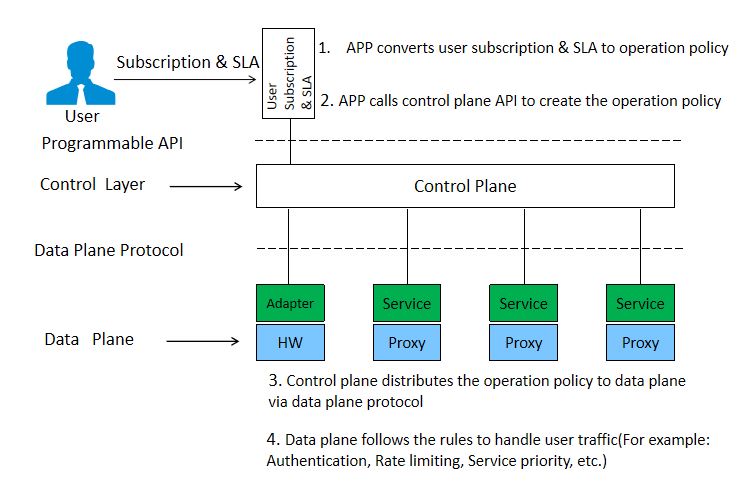 Subscription & SLA
User
User
Subscription
& SLA
1. APP converts user subscription & SLA to operation policy
2. APP calls control plane API to create the operation policy
Programmable API
Control Layer
Control Plane
Data Plane Protocol
Adapter
Service
Service
Service
Data Plane
HW
Proxy
Proxy
Proxy
3. Control plane distributes the operation policy to data plane
via data plane protocol
4. Data plane follows the rules to handle user traffic(For example:
Authentication, Rate limiting, Service priority, etc.)